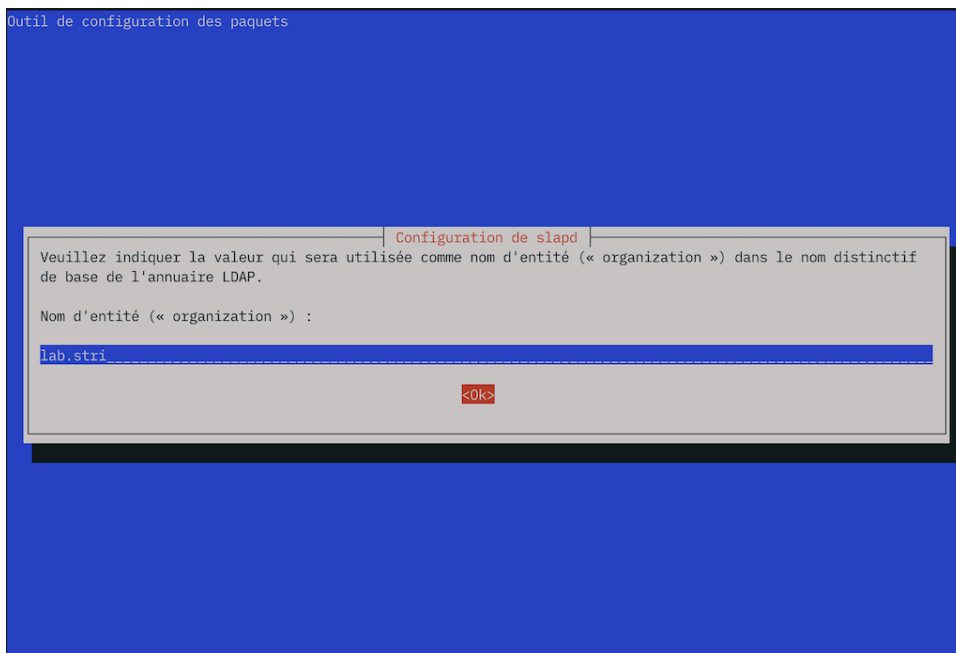 Outil de configuration des paquets
Configuration de slapd
Veuillez indiquer la valeur qui sera utilisée comme nom d'entité (« organization ») dans le nom distinctif
de base de l'annuaire LDAP.
Nom d'entité (« organization ») :
lab.stri
<Ok>